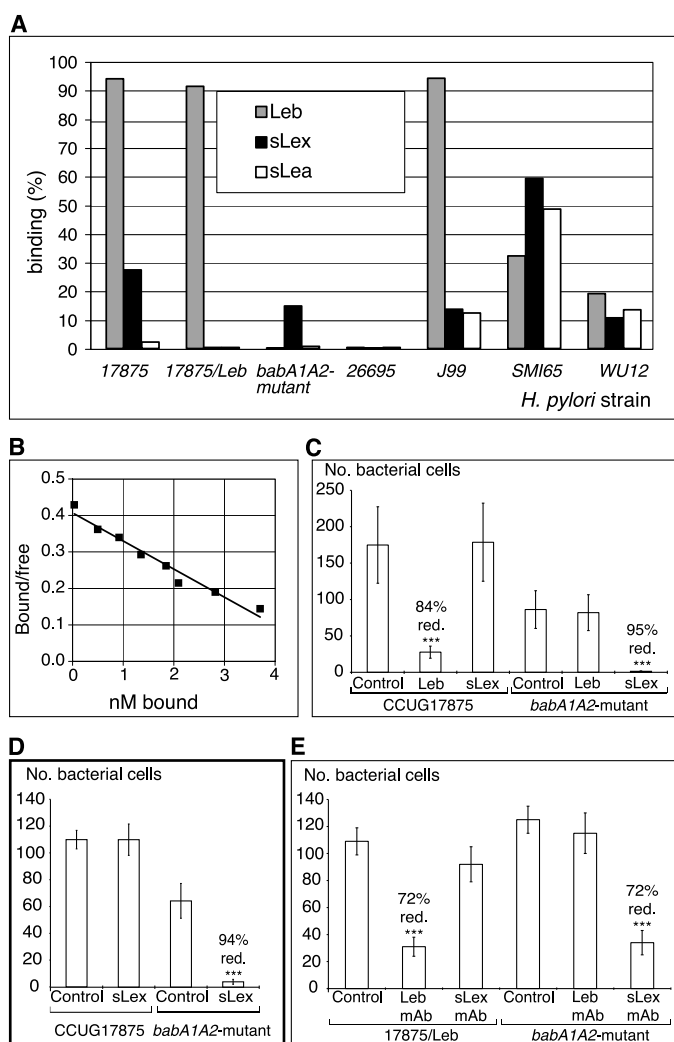 A
binding (%)
100
90
80
70
60
50
40
30
20
10
0
Leb
sLex
sLea
17875
17875/Leb
babA1A2-
mutant
26695
J99
SMI65
WU12
H. pylori strain
B
Bound/free
0.5
0.4
0.3
0.2
0.1
0.0
0 1 2 3 4
nM bound
C
No. bacterial cells
250
200
150
100
50
0
84%
red.
***
95%
red.
***
Control Leb sLex Control Leb sLex
CCUG17875 babA1A2-mutant
D
No. bacterial cells
140
120
100
80
60
40
20
0
94%
red.
***
Control sLex Control sLex
CCUG17875 babA1A2-mutant
E
No. bacterial cells
140
120
100
80
60
40
20
0
72%
red.
***
72%
red.
***
Control Leb sLex Control Leb sLex
mAb mAb mAb mAb
17875/Leb babA1A2-mutant